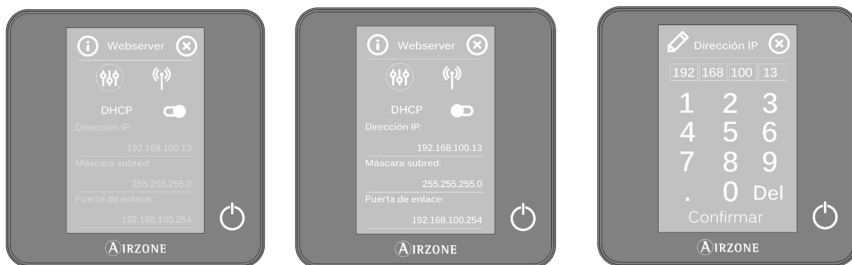 Webserver
DHCP
Dirección IP
192.168.100.13
Máscara subred:
255.255.255.0
Puerta de enlace:
192.168.100.254
AIRZONE
Webserver
DHCP
Dirección IP:
192.168.100.13
Máscara subred:
255.255.255.0
Puerta de enlace:
192.168.100.254
AIRZONE
Dirección IP
192 168 100 13
1 2 3
4 5 6
7 8 9
. 0 Del
Confirmar
AIRZONE